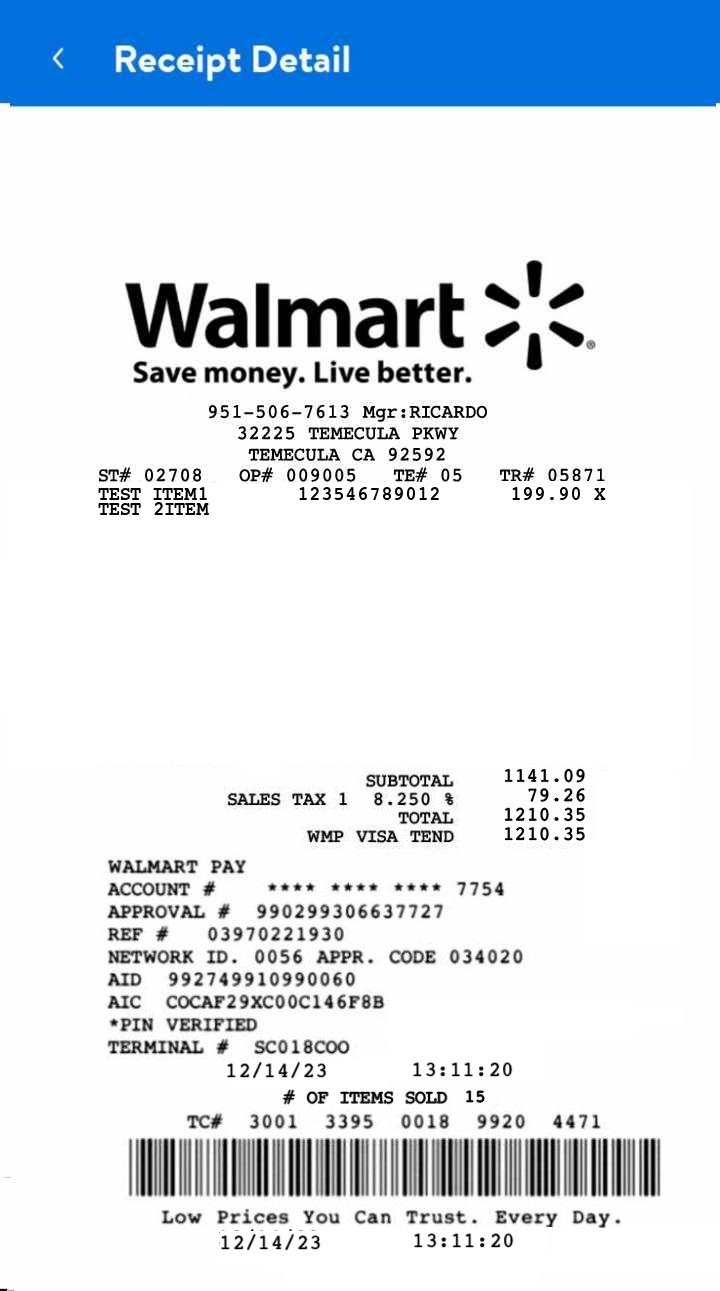 Receipt Detail
Walmart
Save money. Live better.
951-506-7613 Mgr:RICARDO
32225 TEMECULA PKWY
TEMECULA CA 92592
ST# 02708 OP# 009005 TE# 05 TR# 05871
TEST ITEM1 123546789012 199.90 X
TEST 2ITEM
SUBTOTAL 1141.09
SALES TAX 1 8.250 % 79.26
TOTAL 1210.35
WMP VISA TEND 1210.35
WALMART PAY
ACCOUNT # **** **** **** 7754
APPROVAL # 990299306637727
REF # 03970221930
NETWORK ID. 0056 APPR. CODE 034020
AID 992749910990060
AIC COCAF29XC00C146F8B
*PIN VERIFIED
TERMINAL # SC018COO
12/14/23 13:11:20
# OF ITEMS SOLD 15
TC# 3001 3395 0018 9920 4471
Low Prices You Can Trust. Every Day.
12/14/23 13:11:20